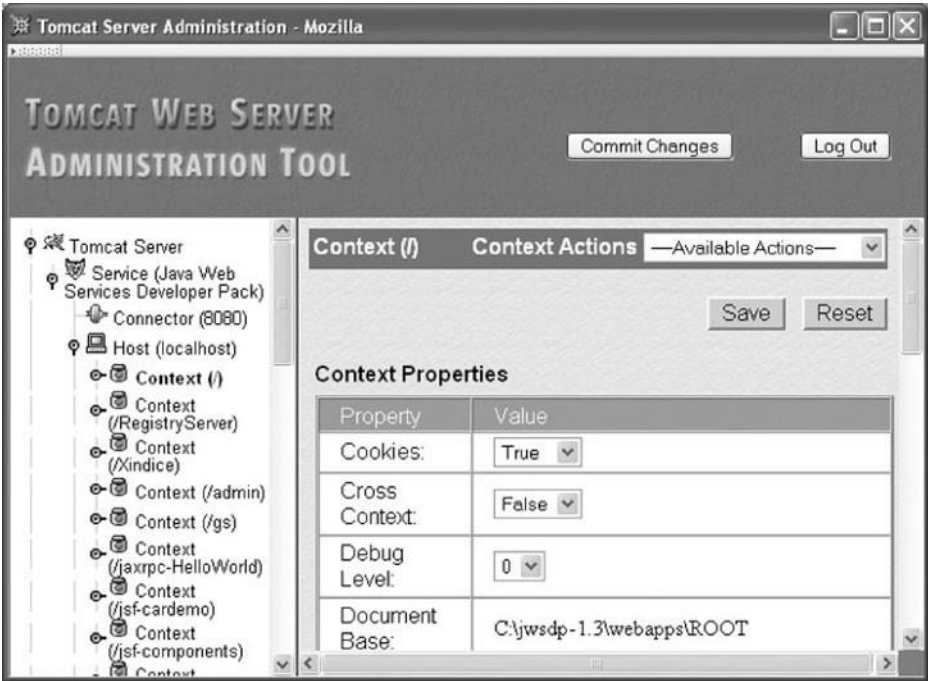 Tomcat Server Administration - Mozilla
TOMCAT WEB SERVER
ADMINISTRATION TOOL
Commit Changes
Log Out
Tomcat Server
Service (Java Web
Services Developer Pack)
Connector (8080)
Host (localhost)
Context (/)
Context
(/RegistryServer)
Context
(/Xindice)
Context (/admin)
Context (/gs)
Context
(/jaxrpc-HelloWorld)
Context
(/jsf-cardemo)
Context
(/jsf-components)
Context
Context (/)
Context Actions
—Available Actions—
Save
Reset
Context Properties
Property
Value
Cookies:
True
Cross
Context:
False
Debug
Level:
0
Document
Base:
C:\jwsdp-1.3\webapps\ROOT